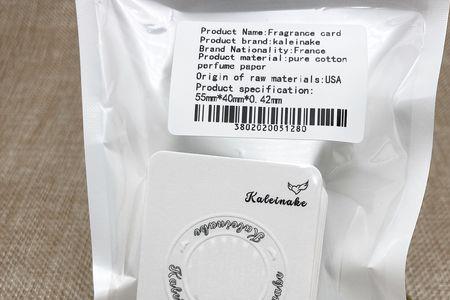 Product Name:Fragrance card
Product brand:kaleinake
Brand Nationality:France
Product material:pure cotton
perfume paper
Origin of raw materials:USA
Product specification:
55mm*40mm*0.42mm
3802020051280
Kaleinake
Kaleinake